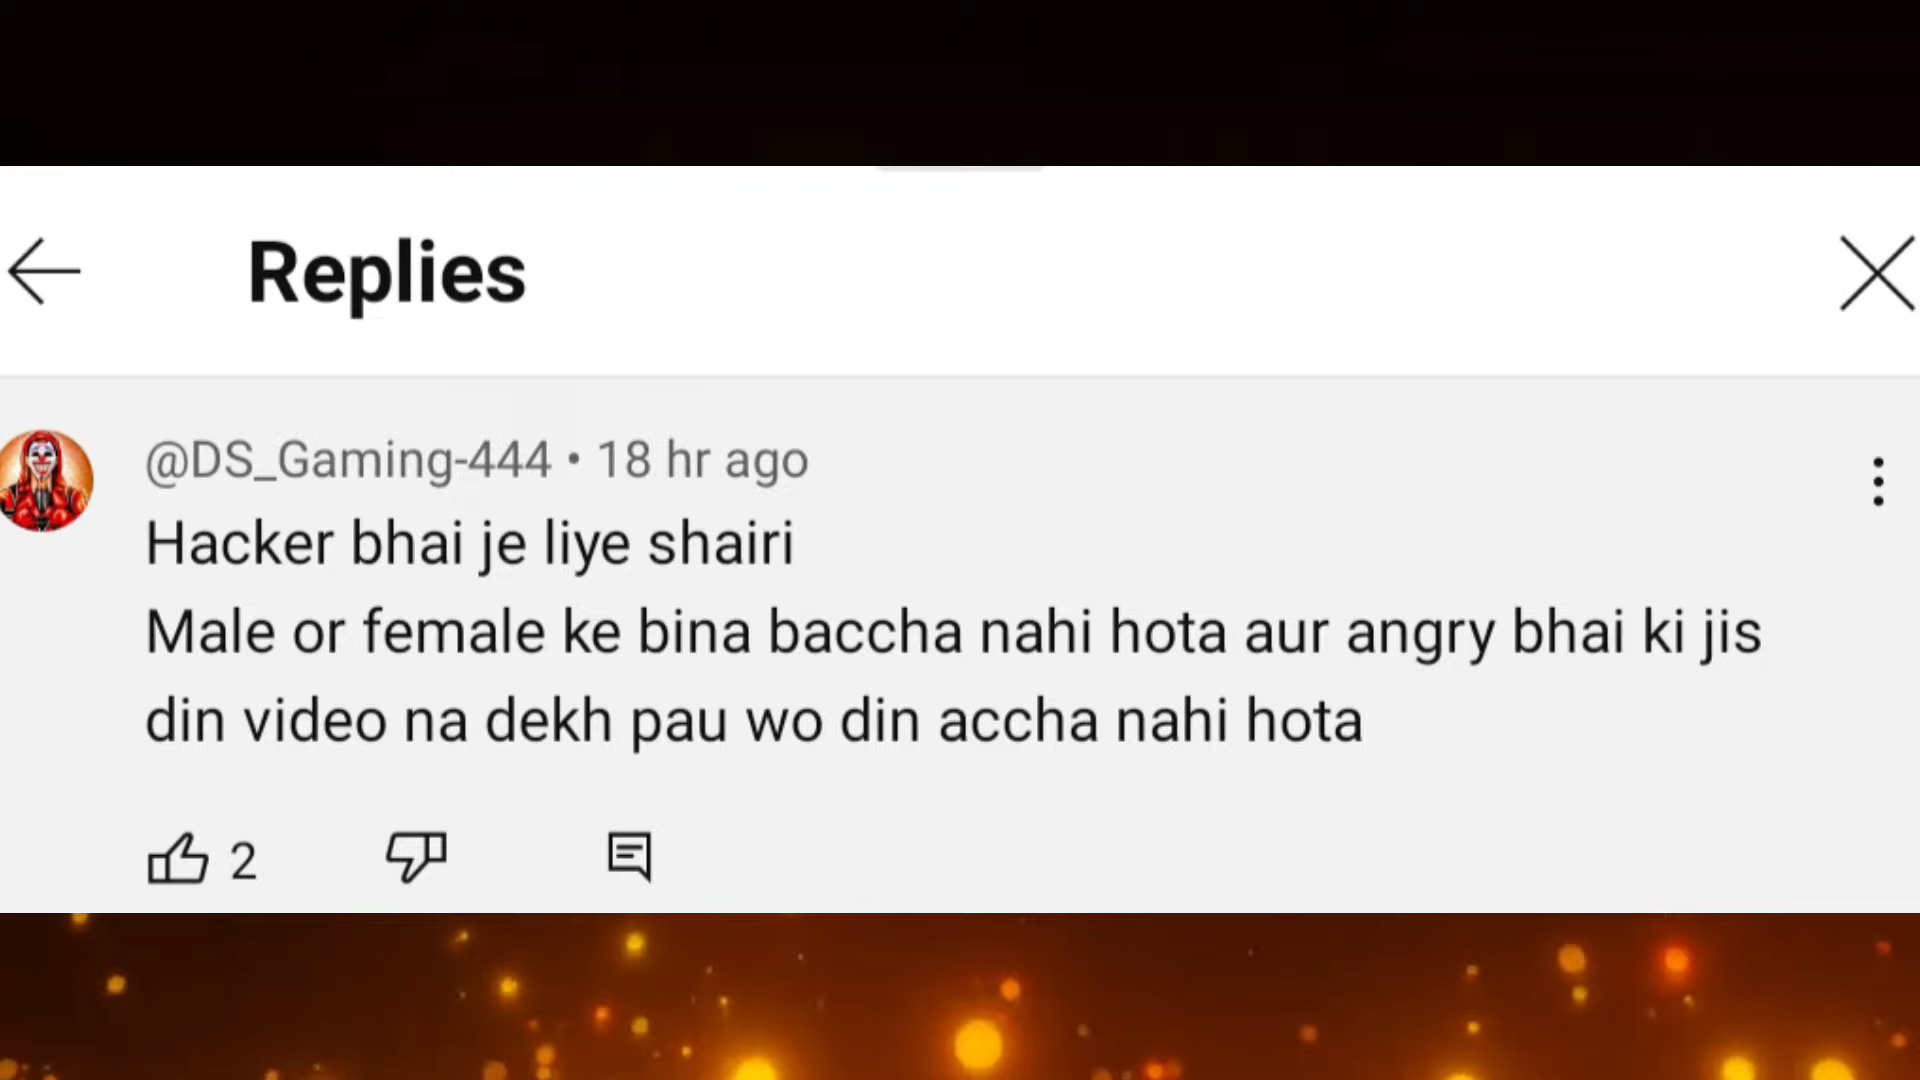 Replies
@DS_Gaming-444 • 18 hr ago
Hacker bhai je liye shairi
Male or female ke bina baccha nahi hota aur angry bhai ki jis
din video na dekh pau wo din accha nahi hota
2